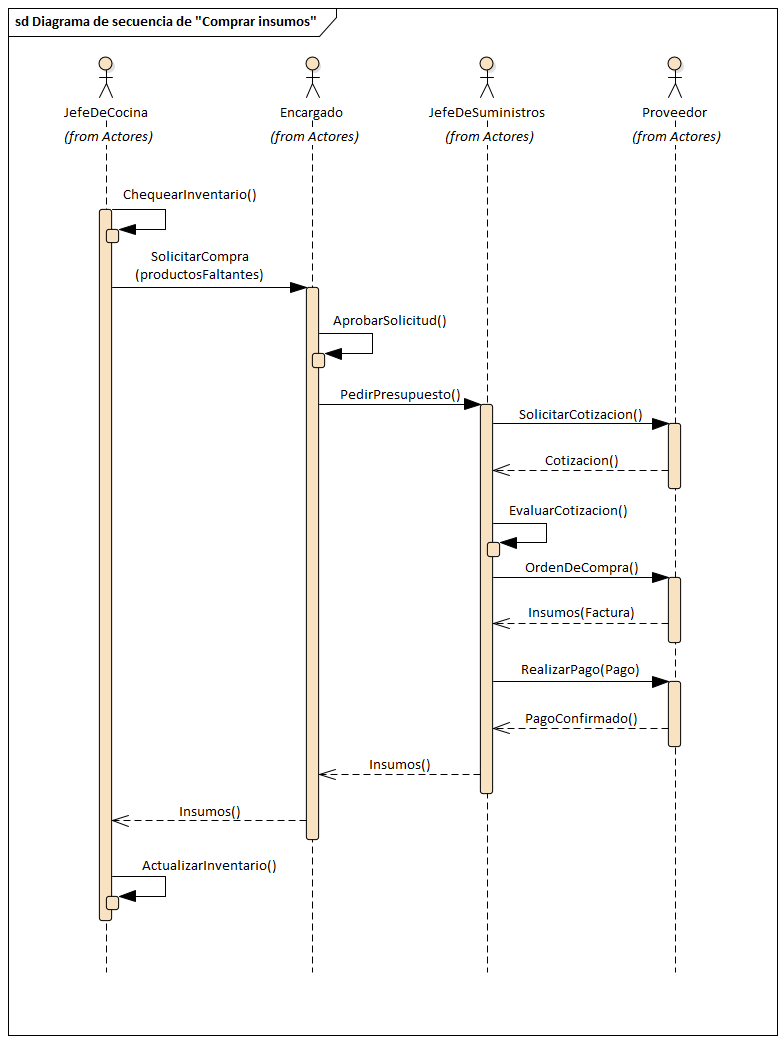 sd Diagrama de secuencia de "Comprar insumos"
JefeDeCocina
(from Actores)
Encargado
(from Actores)
JefeDeSuministros
(from Actores)
Proveedor
(from Actores)
ChequearInventario()
SolicitarCompra
(productosFaltantes)
AprobarSolicitud()
PedirPresupuesto()
SolicitarCotizacion()
Cotizacion()
EvaluarCotizacion()
OrdenDeCompra()
Insumos(Factura)
RealizarPago(Pago)
PagoConfirmado()
Insumos()
Insumos()
ActualizarInventario()